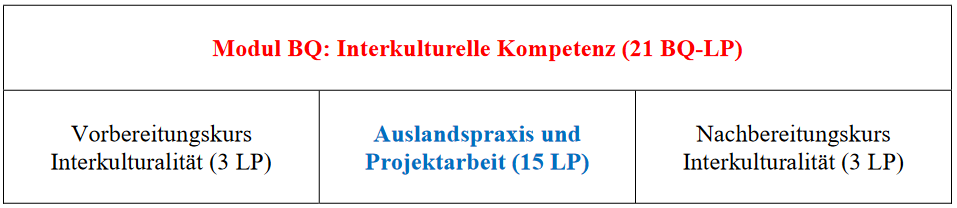 Modul BQ: Interkulturelle Kompetenz (21 BQ-LP)
Vorbereitungskurs
Interkulturalität (3 LP)
Auslandspraxis und
Projektarbeit (15 LP)
Nachbereitungskurs
Interkulturalität (3 LP)